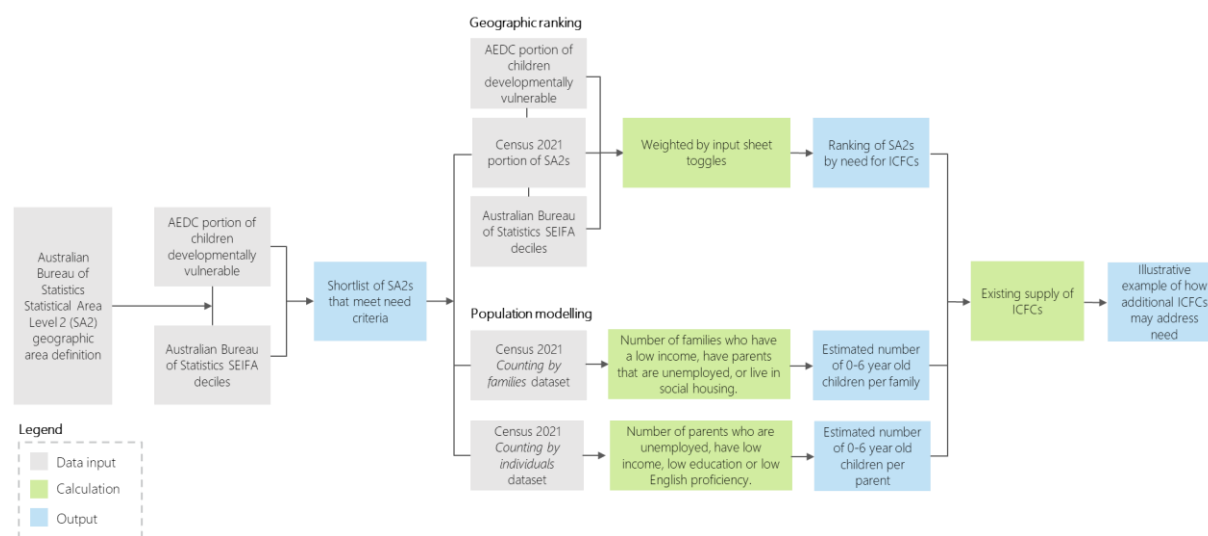 Geographic ranking
AEDC portion of
children
developmentally
vulnerable
Census 2021
portion of SA2s
Australian Bureau
of Statistics SEIFA
deciles
Weighted by input sheet
toggles
Ranking of SA2s
by need for ICFCs
Australian
Bureau of
Statistics
Statistical Area
Level 2 (SA2)
geographic
area definition
AEDC portion of
children
developmentally
vulnerable
Australian Bureau
of Statistics SEIFA
deciles
Shortlist of SA2s
that meet need
criteria
Population modelling
Census 2021
Counting by
families dataset
Number of families who have
a low income, have parents
that are unemployed, or live in
social housing.
Estimated number
of 0-6 year old
children per family
Census 2021
Counting by
individuals
dataset
Number of parents who are
unemployed, have low
income, low education or low
English proficiency.
Estimated number
of 0-6 year old
children per
parent
Existing supply of
ICFCs
Illustrative
example of how
additional ICFCs
may address
need
Legend
Data input
Calculation
Output